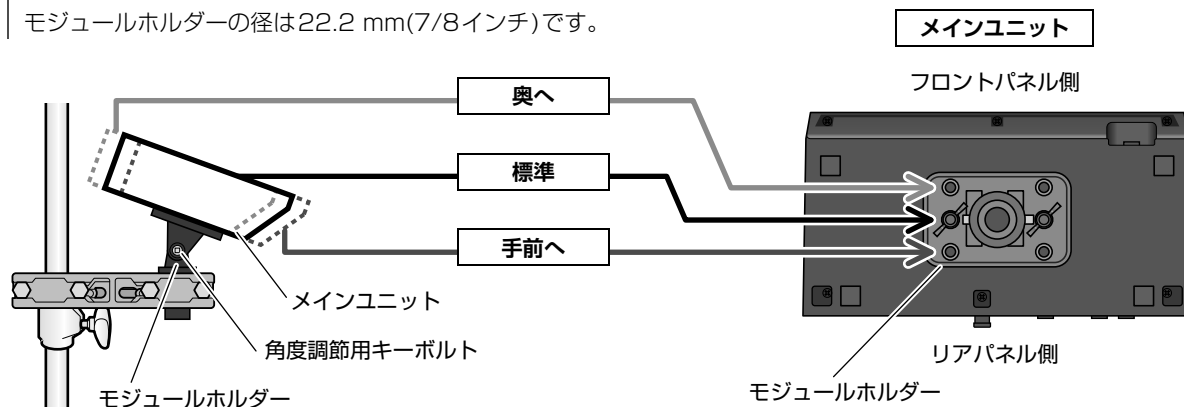 モジュールホルダーの径は22.2 mm(7/8インチ)です。
メインユニット
フロントパネル側
奥へ
標準
手前へ
メインユニット
角度調節用キーボルト
モジュールホルダー
リアパネル側
モジュールホルダー